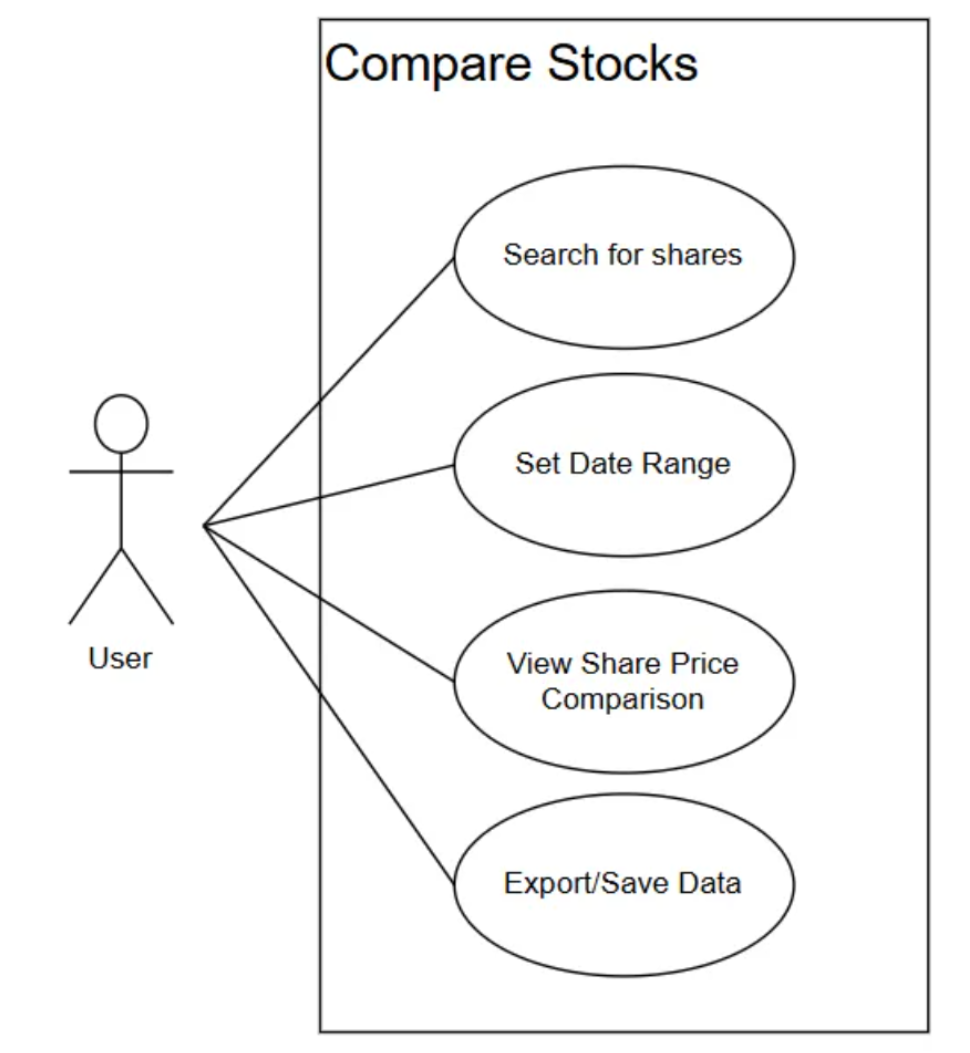 Compare Stocks
Search for shares
Set Date Range
View Share Price
Comparison
Export/Save Data
User